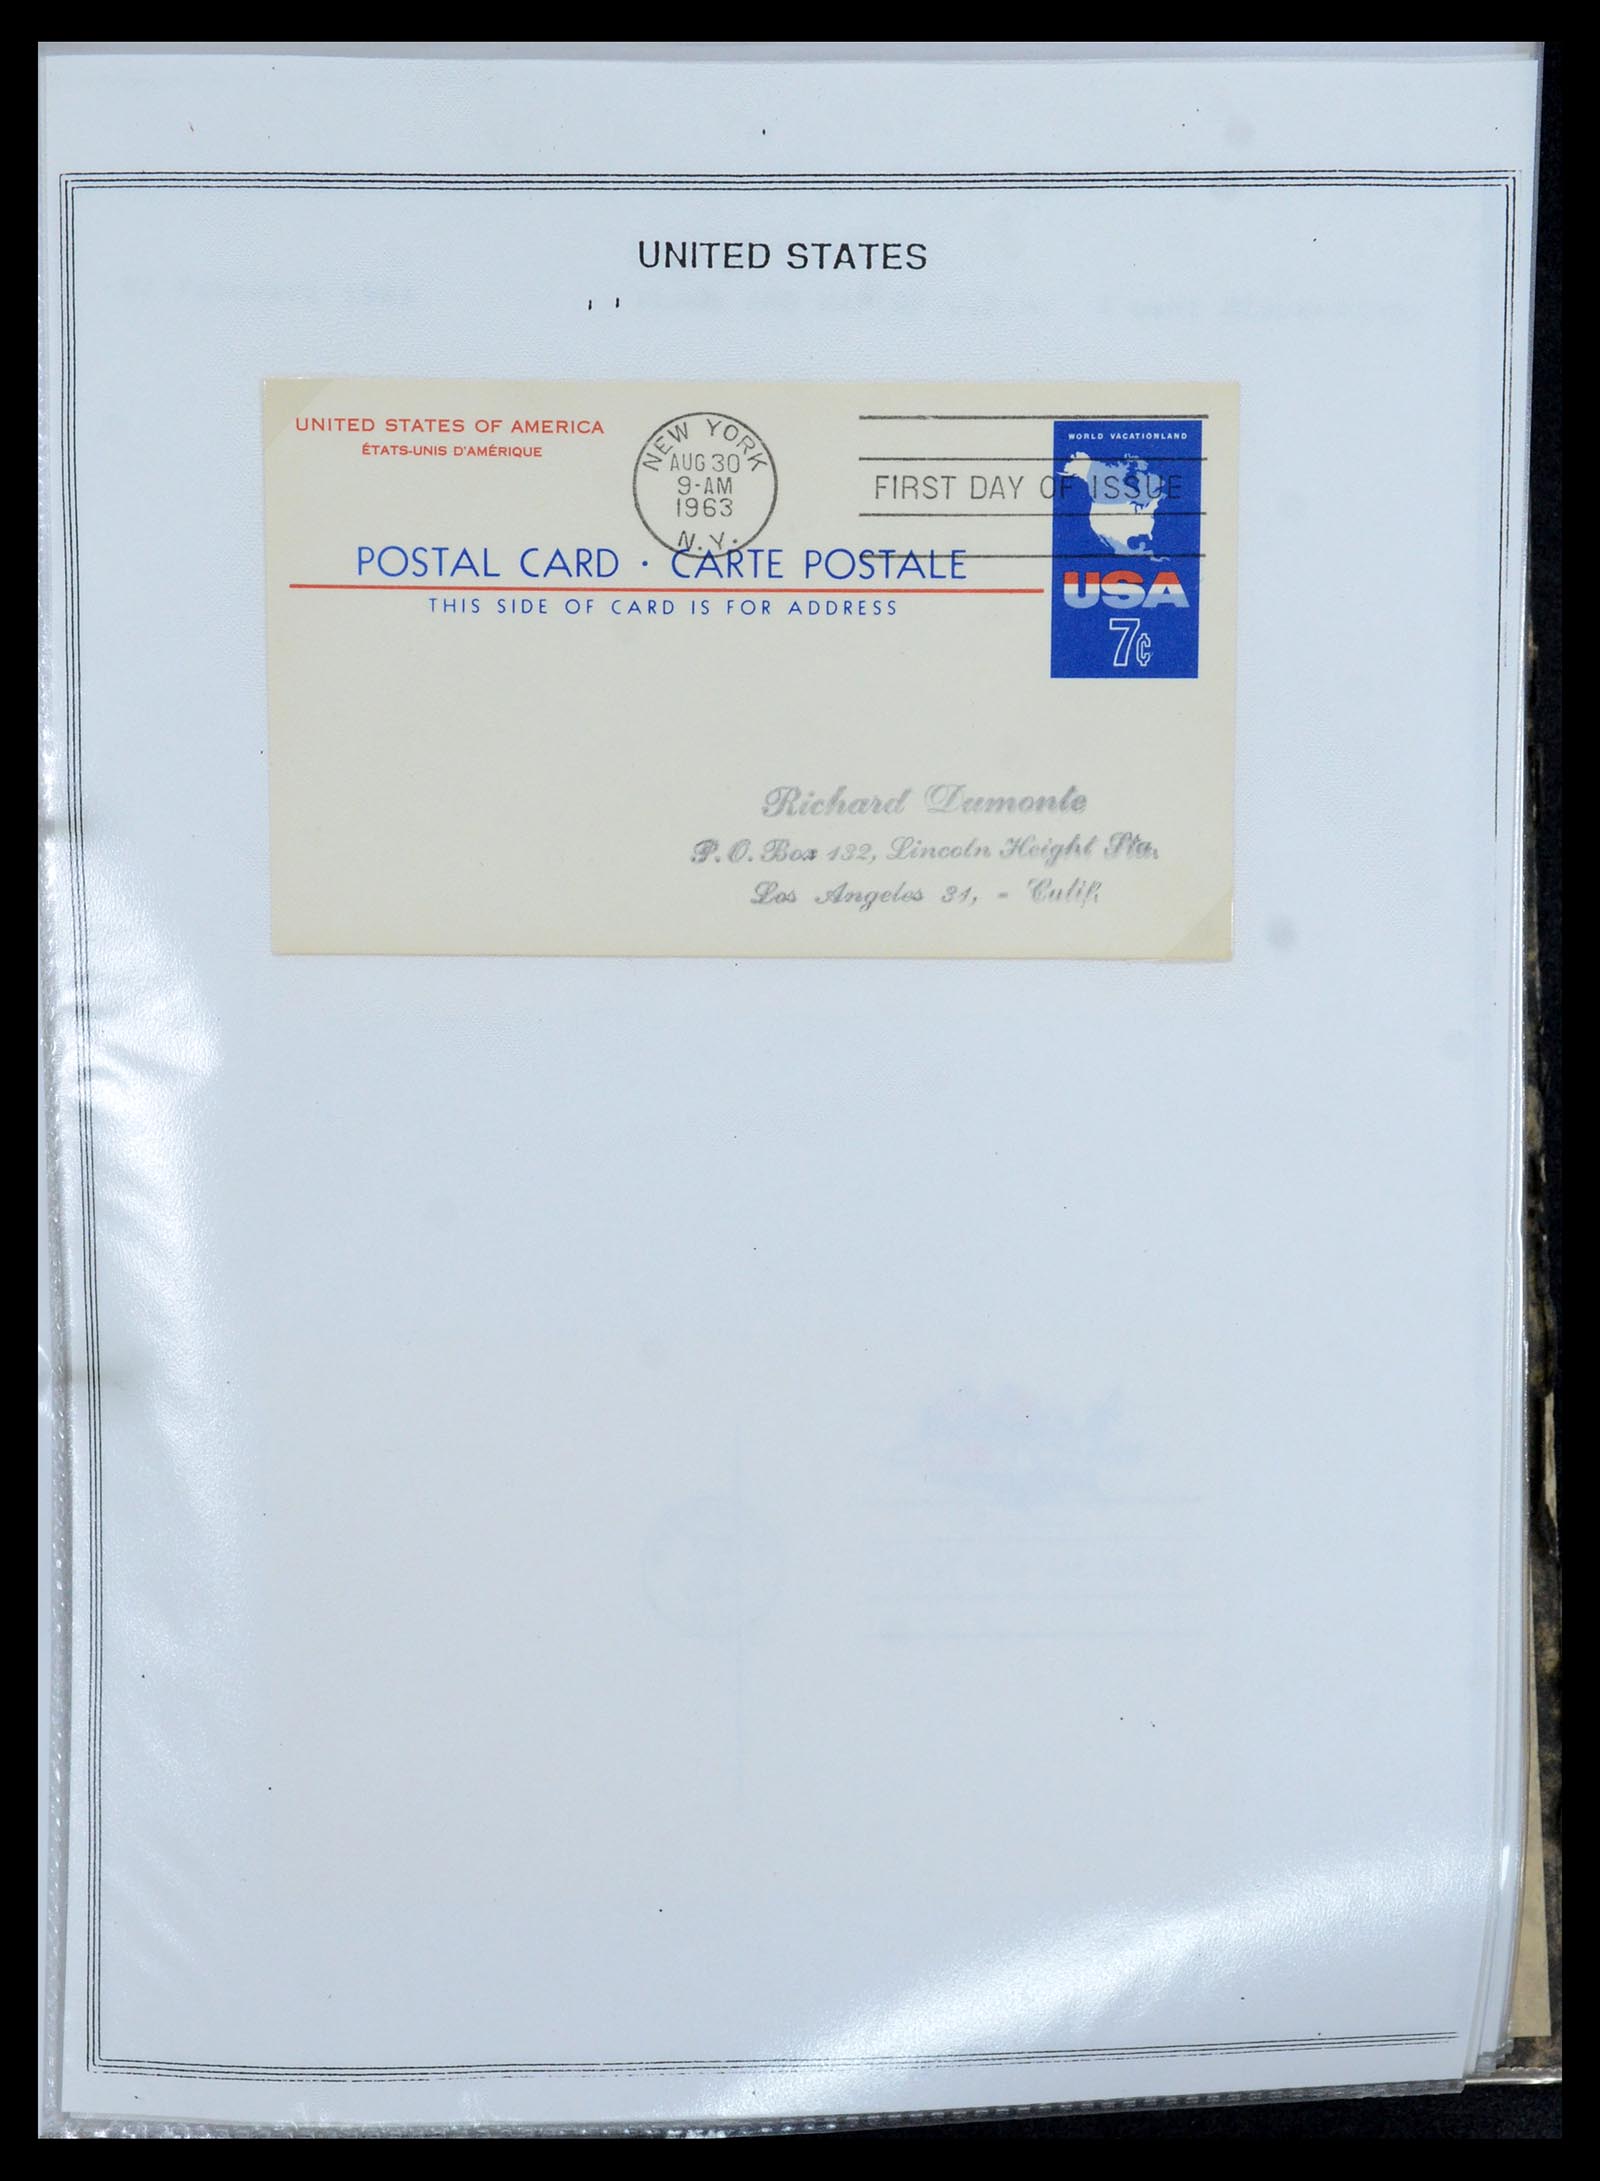 UNITED STATES
UNITED STATES OF AMERICA
ÉTATS-UNIS D'AMÉRIQUE
NEW YORK
AUG 30
9-AM
1963
N.Y.
FIRST DAY OF ISSUE
WORLD VACATIONLAND
USA
7¢
POSTAL CARD · CARTE POSTALE
THIS SIDE OF CARD IS FOR ADDRESS
Richard Dumonte
P.O. Box 132, Lincoln Height Sta.
Los Angeles 31, - Calif.